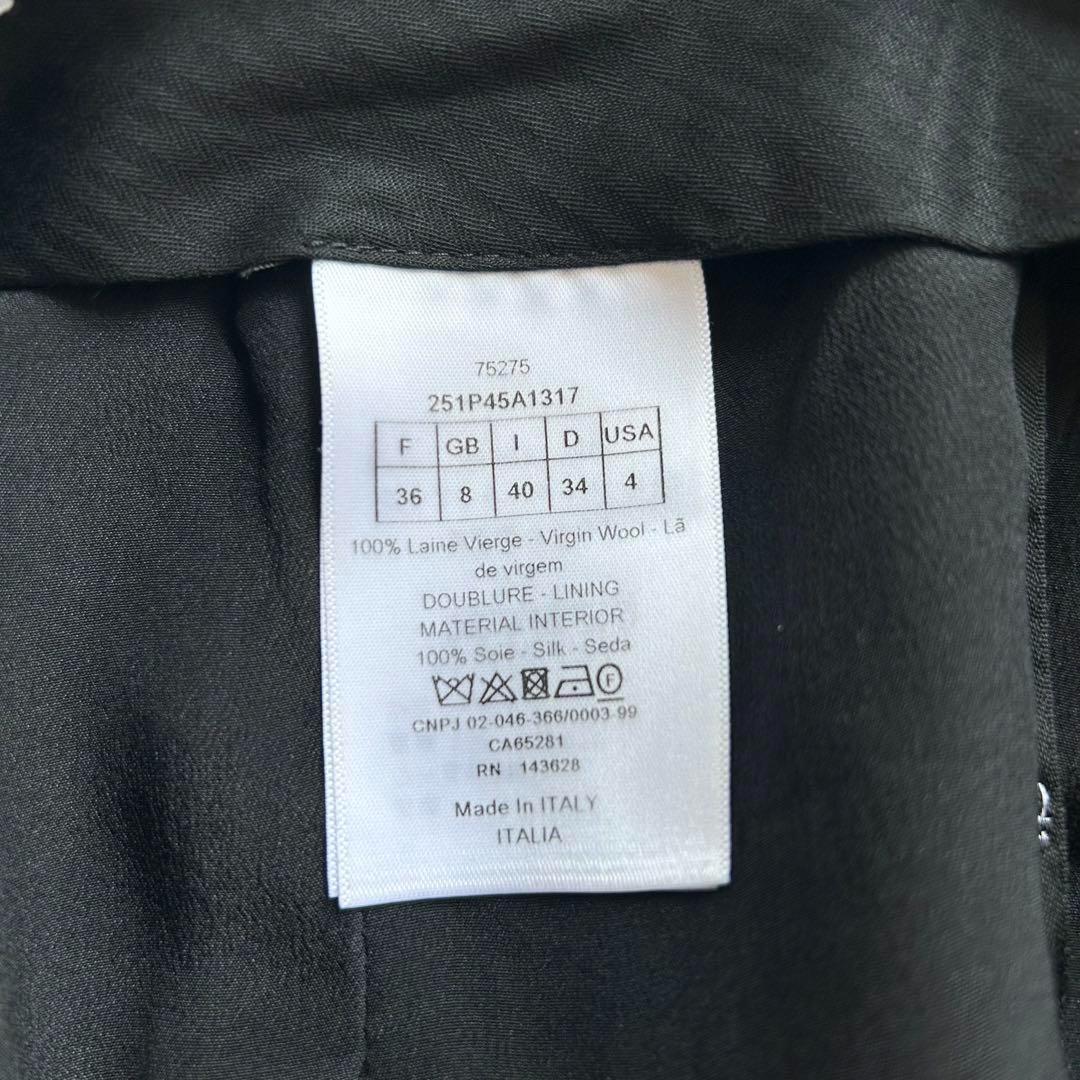 75275
251P45A1317
F GB I D USA
36 8 40 34 4
100% Laine Vierge - Virgin Wool - Lã
de virgem
DOUBLURE - LINING
MATERIAL INTERIOR
100% Soie - Silk - Seda
F
CNPJ 02-046-366/0003-99
CA65281
RN 143628
Made In ITALY
ITALIA